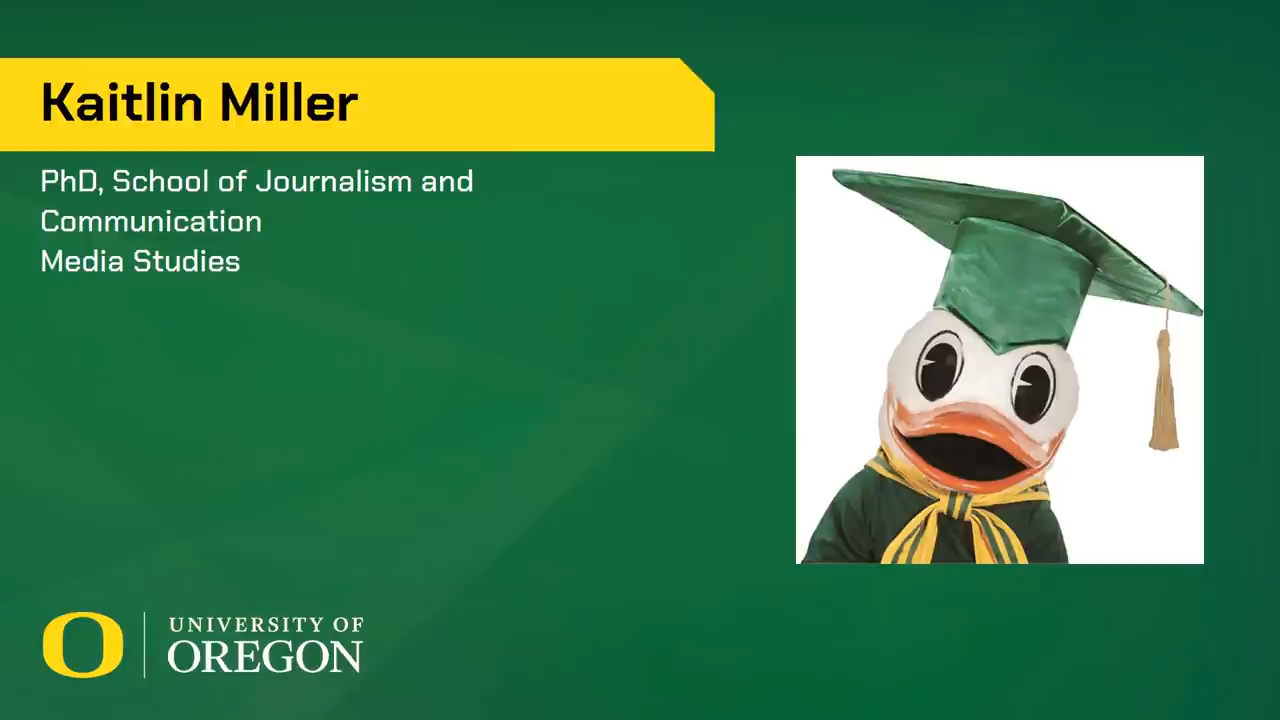 Kaitlin Miller
PhD, School of Journalism and
Communication
Media Studies
O
UNIVERSITY OF
OREGON